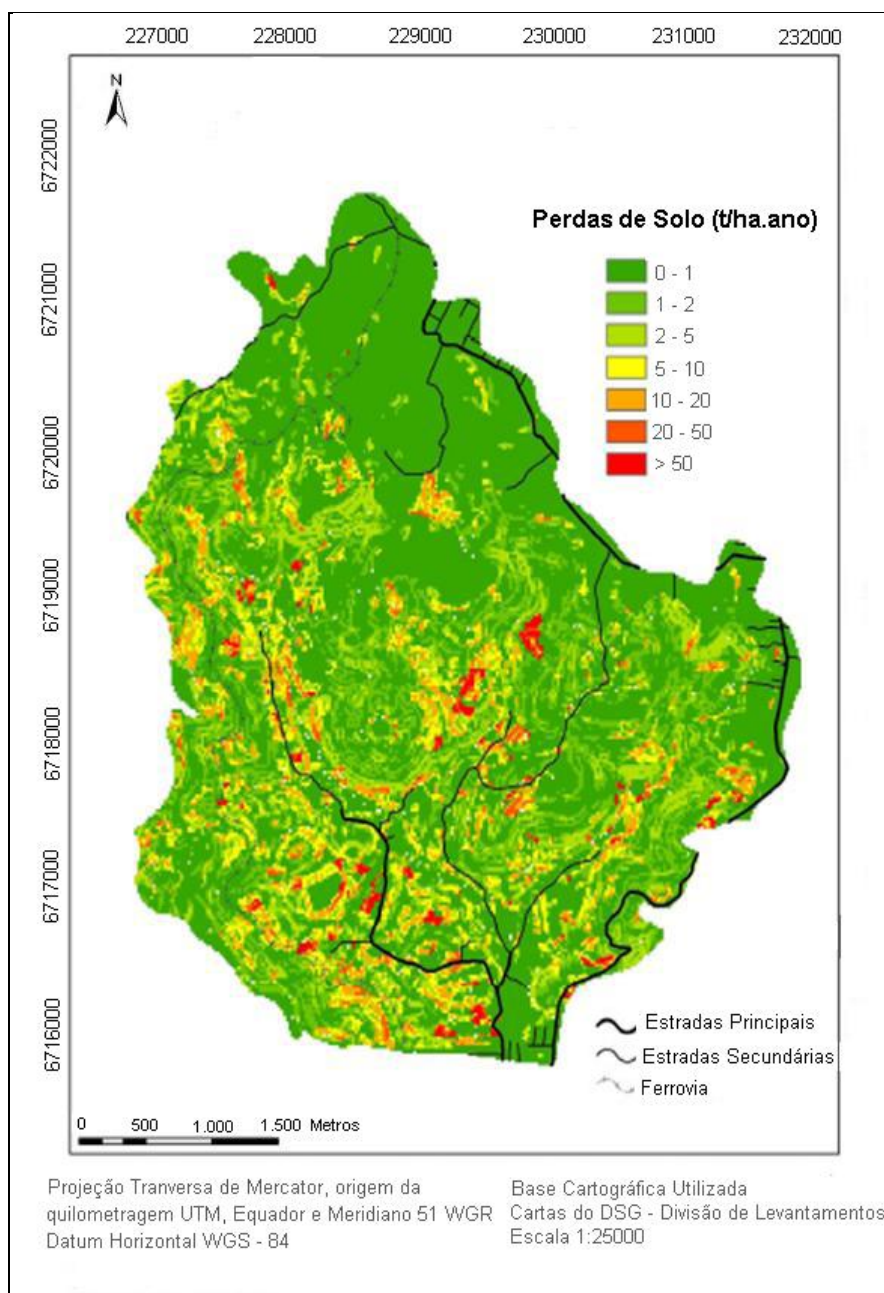 227000 228000 229000 230000 231000 232000
N
6722000
6721000
6720000
6719000
6718000
6717000
6716000
Perdas de Solo (t/ha.ano)
0 - 1
1 - 2
2 - 5
5 - 10
10 - 20
20 - 50
> 50
Estradas Principais
Estradas Secundárias
Ferrovia
0 500 1.000 1.500 Metros
Projeção Tranversa de Mercator, origem da
quilometragem UTM, Equador e Meridiano 51 WGR
Datum Horizontal WGS - 84
Base Cartográfica Utilizada
Cartas do DSG - Divisão de Levantamentos
Escala 1:25000